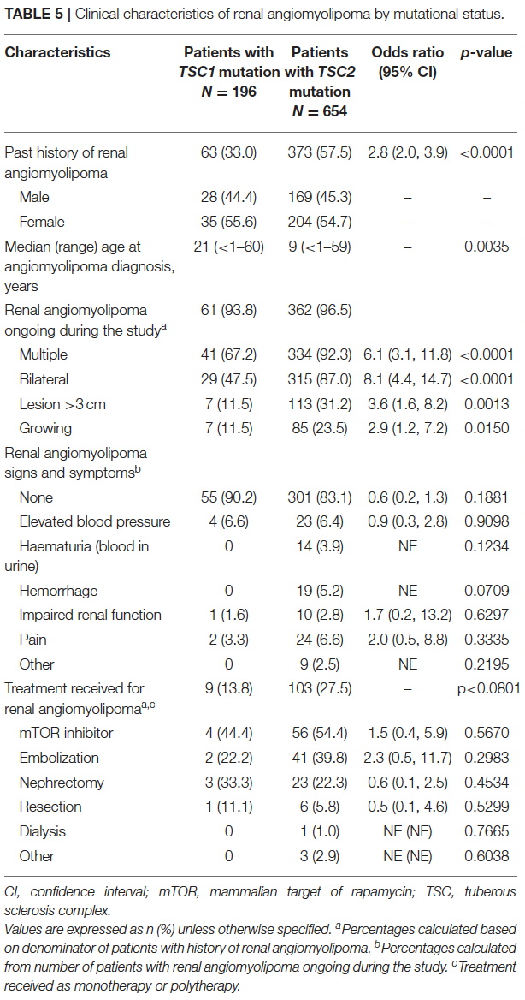 TABLE 5 | Clinical characteristics of renal angiomyolipoma by mutational status.
Characteristics Patients with Patients Odds ratio p-value
TSC1 mutation with TSC2 (95% CI)
N = 196 mutation
N = 654
Past history of renal 63 (33.0) 373 (57.5) 2.8 (2.0, 3.9) <0.0001
angiomyolipoma
Male 28 (44.4) 169 (45.3) – –
Female 35 (55.6) 204 (54.7) – –
Median (range) age at 21 (<1–60) 9 (<1–59) – 0.0035
angiomyolipoma diagnosis,
years
Renal angiomyolipoma 61 (93.8) 362 (96.5)
ongoing during the studyᵃ
Multiple 41 (67.2) 334 (92.3) 6.1 (3.1, 11.8) <0.0001
Bilateral 29 (47.5) 315 (87.0) 8.1 (4.4, 14.7) <0.0001
Lesion >3 cm 7 (11.5) 113 (31.2) 3.6 (1.6, 8.2) 0.0013
Growing 7 (11.5) 85 (23.5) 2.9 (1.2, 7.2) 0.0150
Renal angiomyolipoma
signs and symptomsᵇ
None 55 (90.2) 301 (83.1) 0.6 (0.2, 1.3) 0.1881
Elevated blood pressure 4 (6.6) 23 (6.4) 0.9 (0.3, 2.8) 0.9098
Haematuria (blood in 0 14 (3.9) NE 0.1234
urine)
Hemorrhage 0 19 (5.2) NE 0.0709
Impaired renal function 1 (1.6) 10 (2.8) 1.7 (0.2, 13.2) 0.6297
Pain 2 (3.3) 24 (6.6) 2.0 (0.5, 8.8) 0.3335
Other 0 9 (2.5) NE 0.2195
Treatment received for 9 (13.8) 103 (27.5) – p<0.0801
renal angiomyolipomaᵃ,ᶜ
mTOR inhibitor 4 (44.4) 56 (54.4) 1.5 (0.4, 5.9) 0.5670
Embolization 2 (22.2) 41 (39.8) 2.3 (0.5, 11.7) 0.2983
Nephrectomy 3 (33.3) 23 (22.3) 0.6 (0.1, 2.5) 0.4534
Resection 1 (11.1) 6 (5.8) 0.5 (0.1, 4.6) 0.5299
Dialysis 0 1 (1.0) NE (NE) 0.7665
Other 0 3 (2.9) NE (NE) 0.6038
CI, confidence interval; mTOR, mammalian target of rapamycin; TSC, tuberous
sclerosis complex.
Values are expressed as n (%) unless otherwise specified. ᵃPercentages calculated based
on denominator of patients with history of renal angiomyolipoma. ᵇPercentages calculated
from number of patients with renal angiomyolipoma ongoing during the study. ᶜTreatment
received as monotherapy or polytherapy.